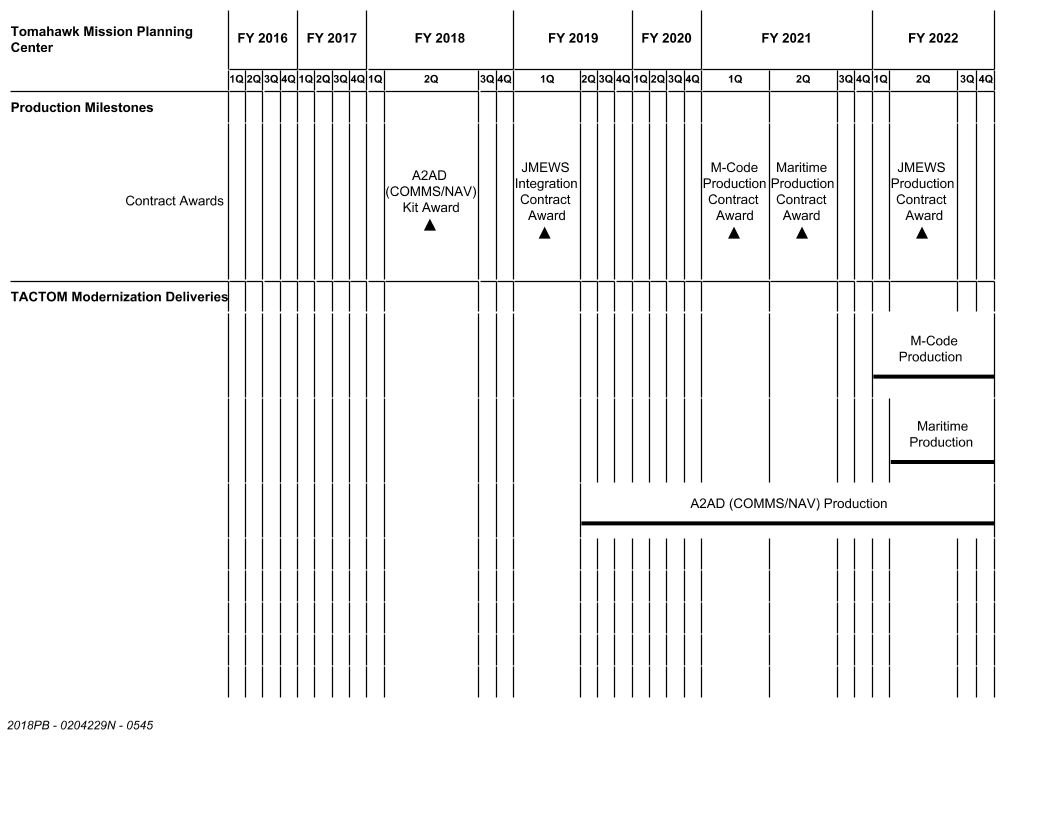 Tomahawk Mission Planning
Center
FY 2016 FY 2017 FY 2018 FY 2019 FY 2020 FY 2021 FY 2022
1Q 2Q 3Q 4Q 1Q 2Q 3Q 4Q 1Q 2Q 3Q 4Q 1Q 2Q 3Q 4Q 1Q 2Q 3Q 4Q 1Q 2Q 3Q 4Q 1Q 2Q 3Q 4Q
Production Milestones
Contract Awards
A2AD
(COMMS/NAV)
Kit Award
JMEWS
Integration
Contract
Award
M-Code
Production
Contract
Award
Maritime
Production
Contract
Award
JMEWS
Production
Contract
Award
TACTOM Modernization Deliveries
M-Code
Production
Maritime
Production
A2AD (COMMS/NAV) Production
2018PB - 0204229N - 0545